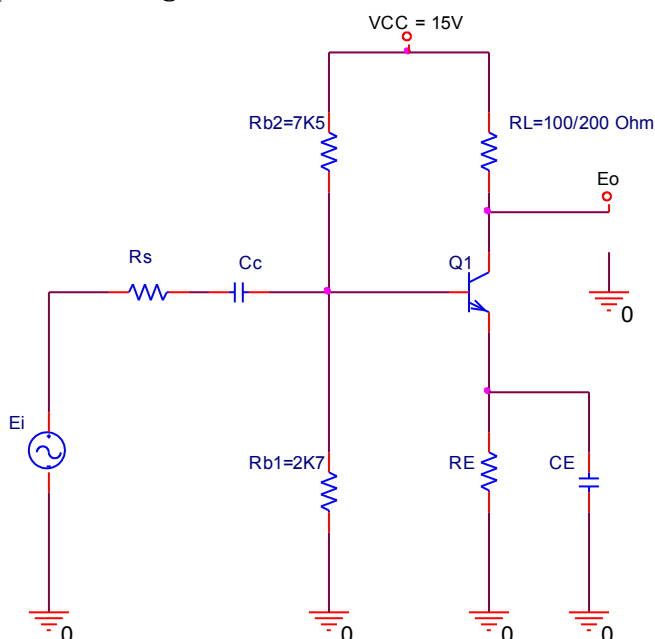 VCC = 15V
Rb2=7K5
RL=100/200 Ohm
Eo
Rs
Cc
Q1
0
Ei
Rb1=2K7
RE
CE
0
0
0
0